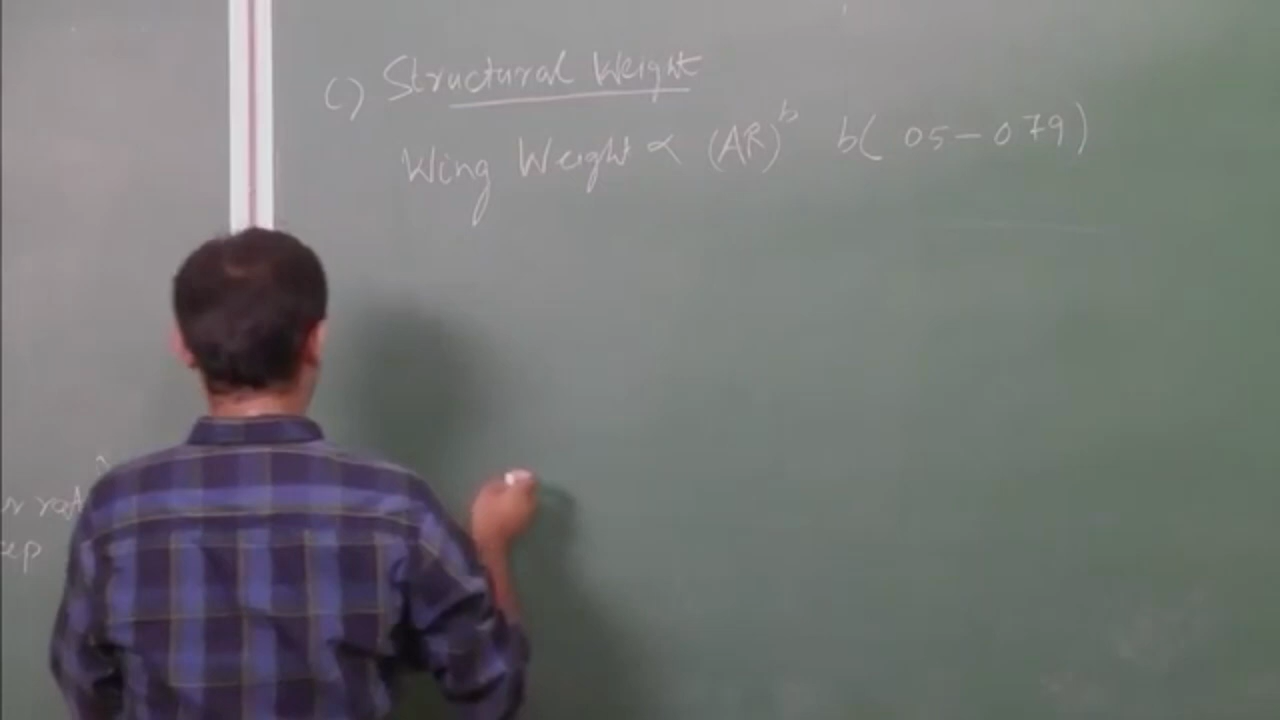 C) Structural Weight
Wing Weight ∝ (AR)^b b( 05-079)